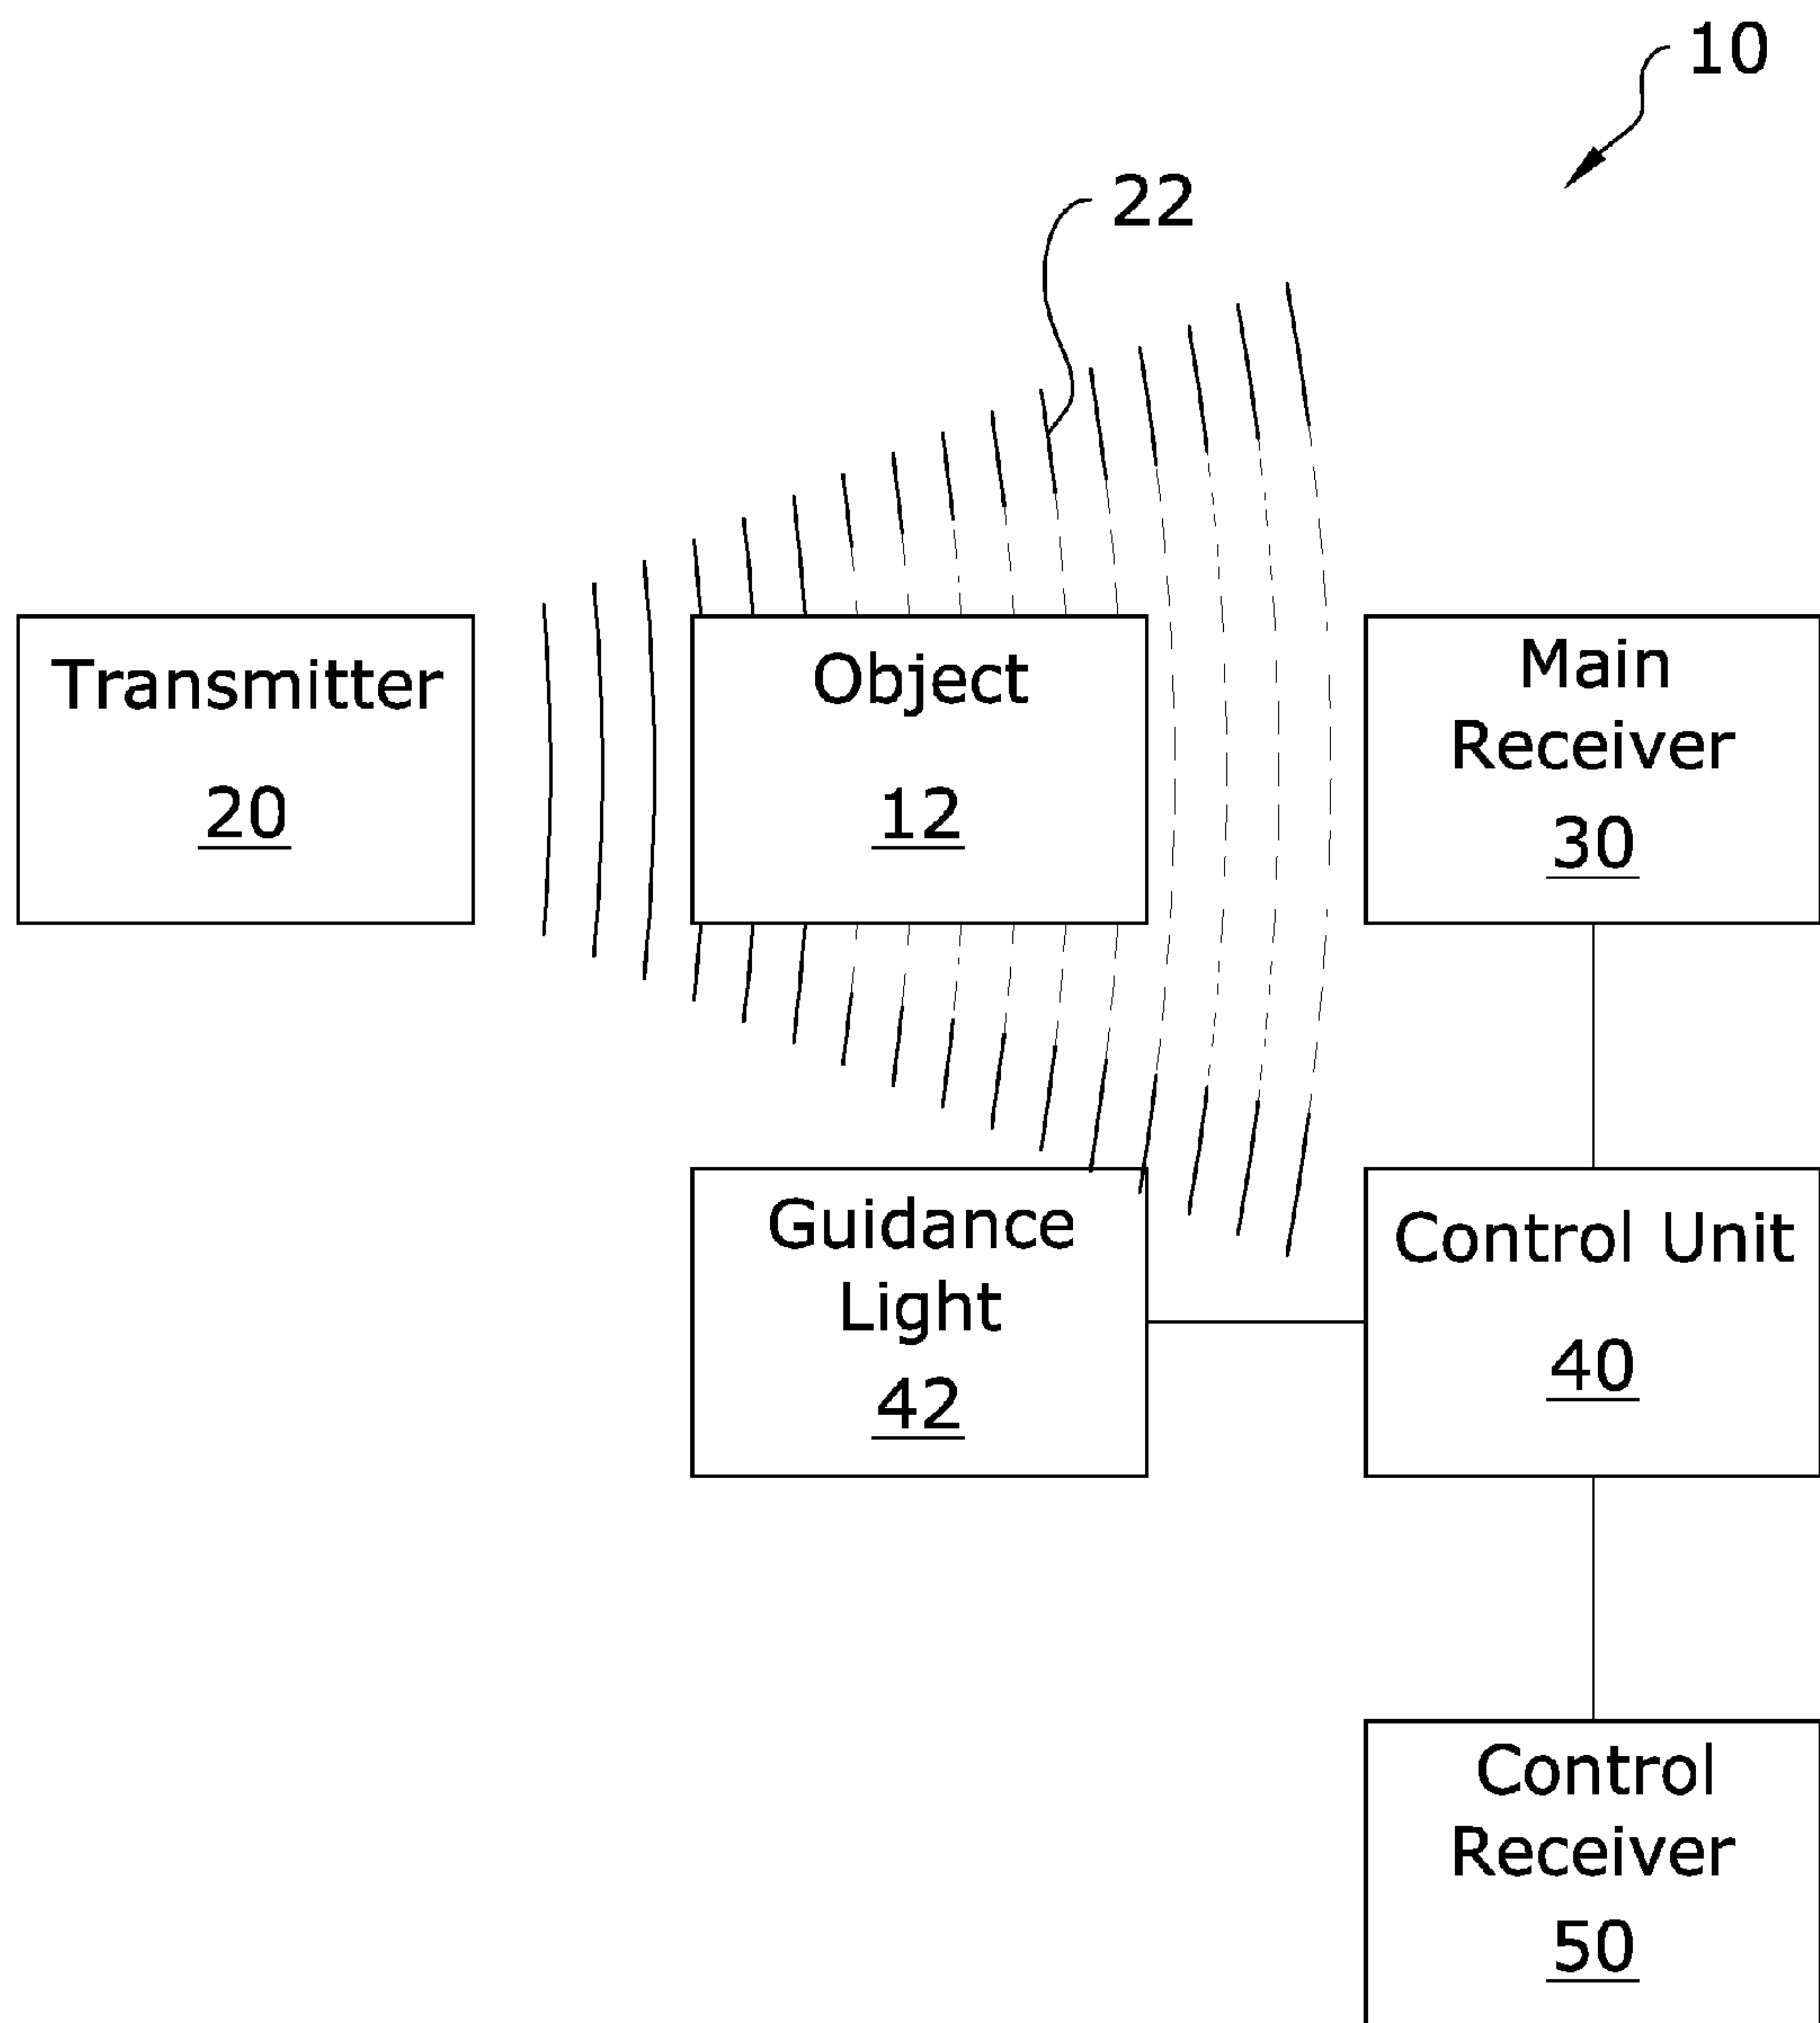 10
22
Transmitter
20
Object
12
Main
Receiver
30
Guidance
Light
42
Control Unit
40
Control
Receiver
50